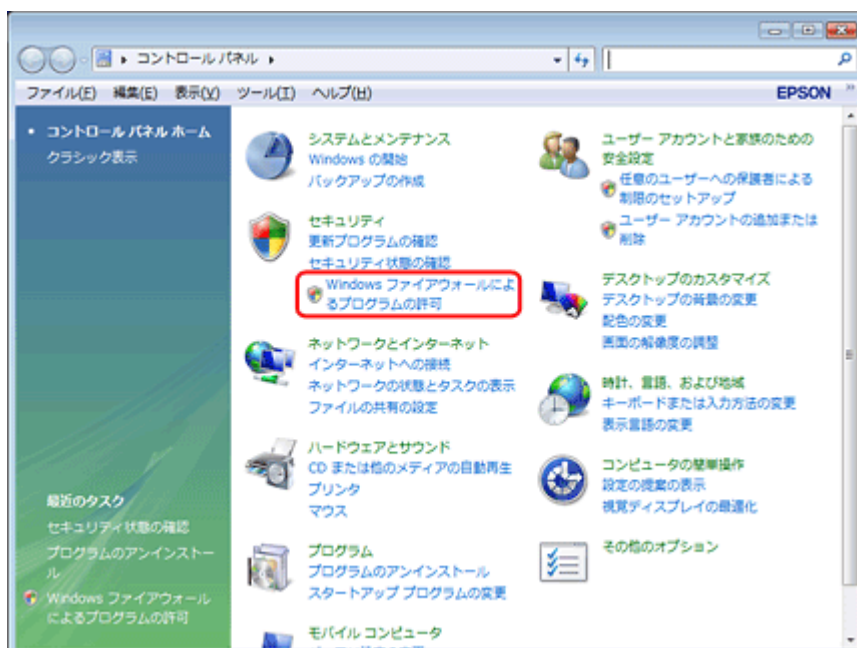 コントロール パネル
ファイル(F) 編集(E) 表示(V) ツール(T) ヘルプ(H)
EPSON
コントロール パネル ホーム
クラシック表示
最近のタスク
セキュリティ状態の確認
プログラムのアンインストー
ル
Windows ファイアウォール
によるプログラムの許可
システムとメンテナンス
Windows の開始
バックアップの作成
セキュリティ
更新プログラムの確認
セキュリティ状態の確認
Windows ファイアウォールによ
るプログラムの許可
ネットワークとインターネット
インターネットへの接続
ネットワークの状態とタスクの表示
ファイルの共有の設定
ハードウェアとサウンド
CD または他のメディアの自動再生
プリンタ
マウス
プログラム
プログラムのアンインストール
スタートアップ プログラムの変更
モバイル コンピュータ
ユーザー アカウントと家族のための
安全設定
任意のユーザーへの保護者による
制限のセットアップ
ユーザー アカウントの追加または
削除
デスクトップのカスタマイズ
デスクトップの背景の変更
配色の変更
画面の解像度の調整
時計、言語、および地域
キーボードまたは入力方法の変更
表示言語の変更
コンピュータの簡単操作
設定の提案の表示
視覚ディスプレイの最適化
その他のオプション